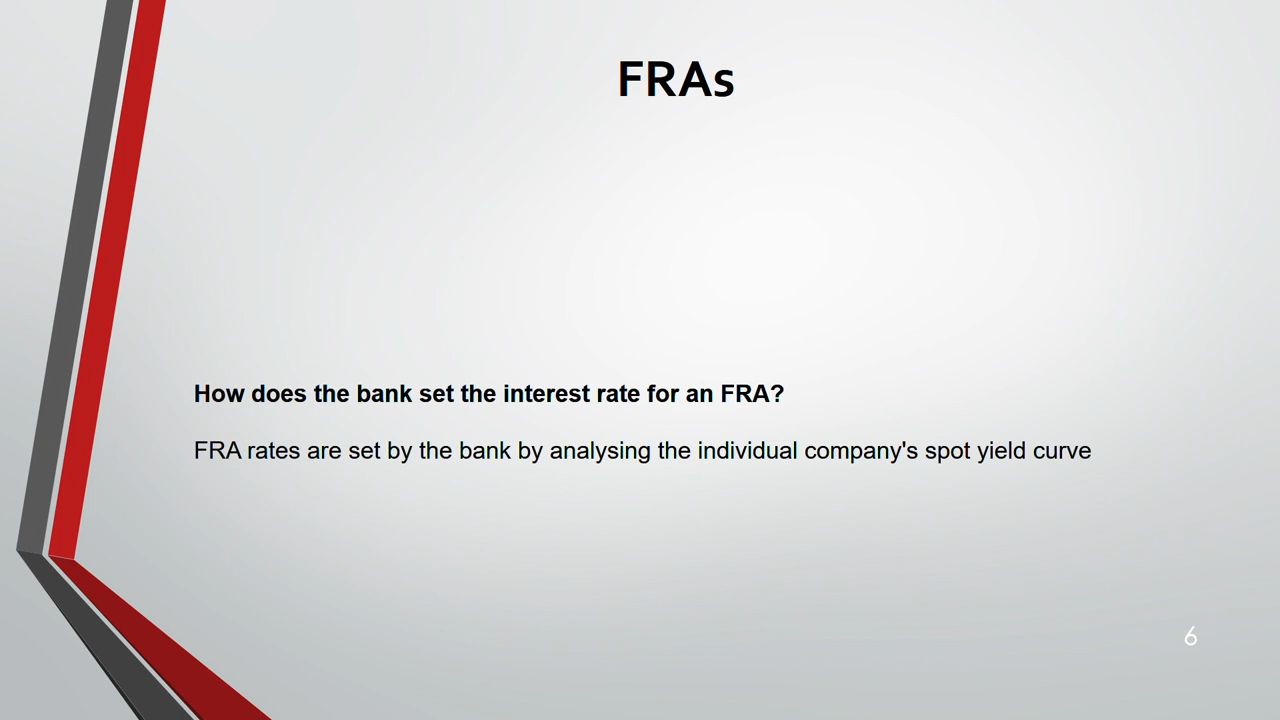 FRAs
How does the bank set the interest rate for an FRA?
FRA rates are set by the bank by analysing the individual company's spot yield curve
6